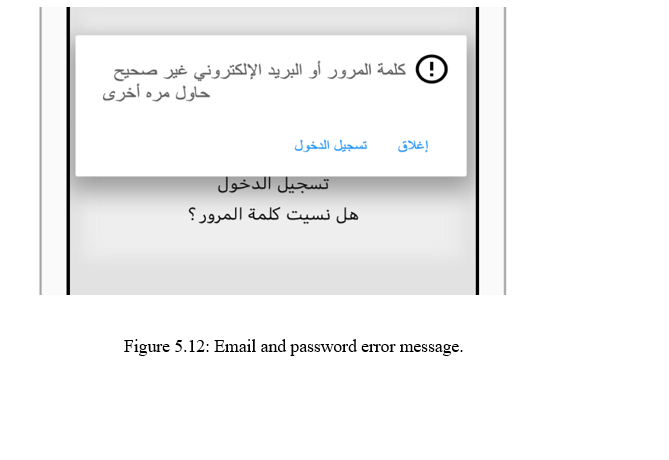 كلمة المرور أو البريد الإلكتروني غير صحيح
حاول مره أخرى
إغلاق تسجيل الدخول
تسجيل الدخول
هل نسيت كلمة المرور؟
Figure 5.12: Email and password error message.